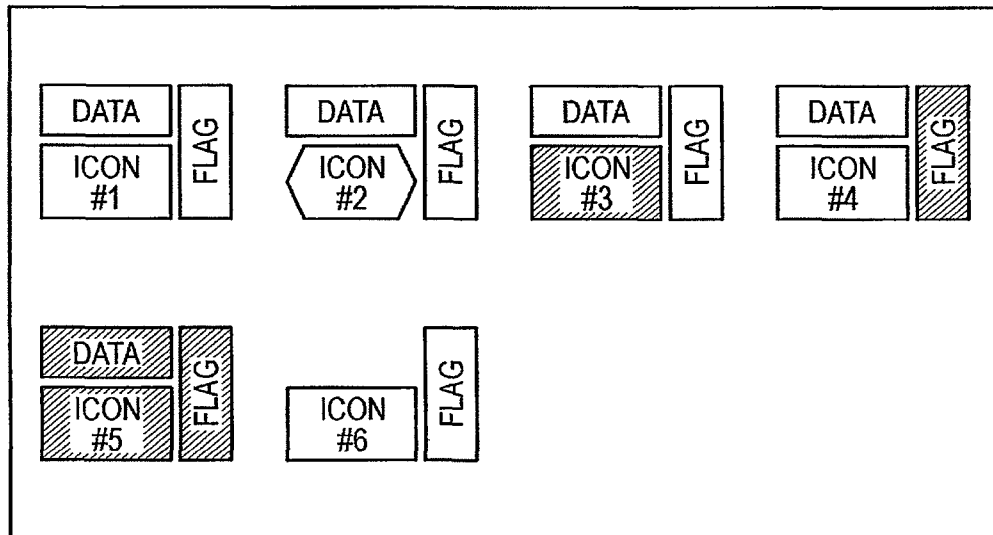 DATA
ICON
#1
FLAG
DATA
ICON
#2
FLAG
DATA
ICON
#3
FLAG
DATA
ICON
#4
FLAG
DATA
ICON
#5
FLAG
ICON
#6
FLAG